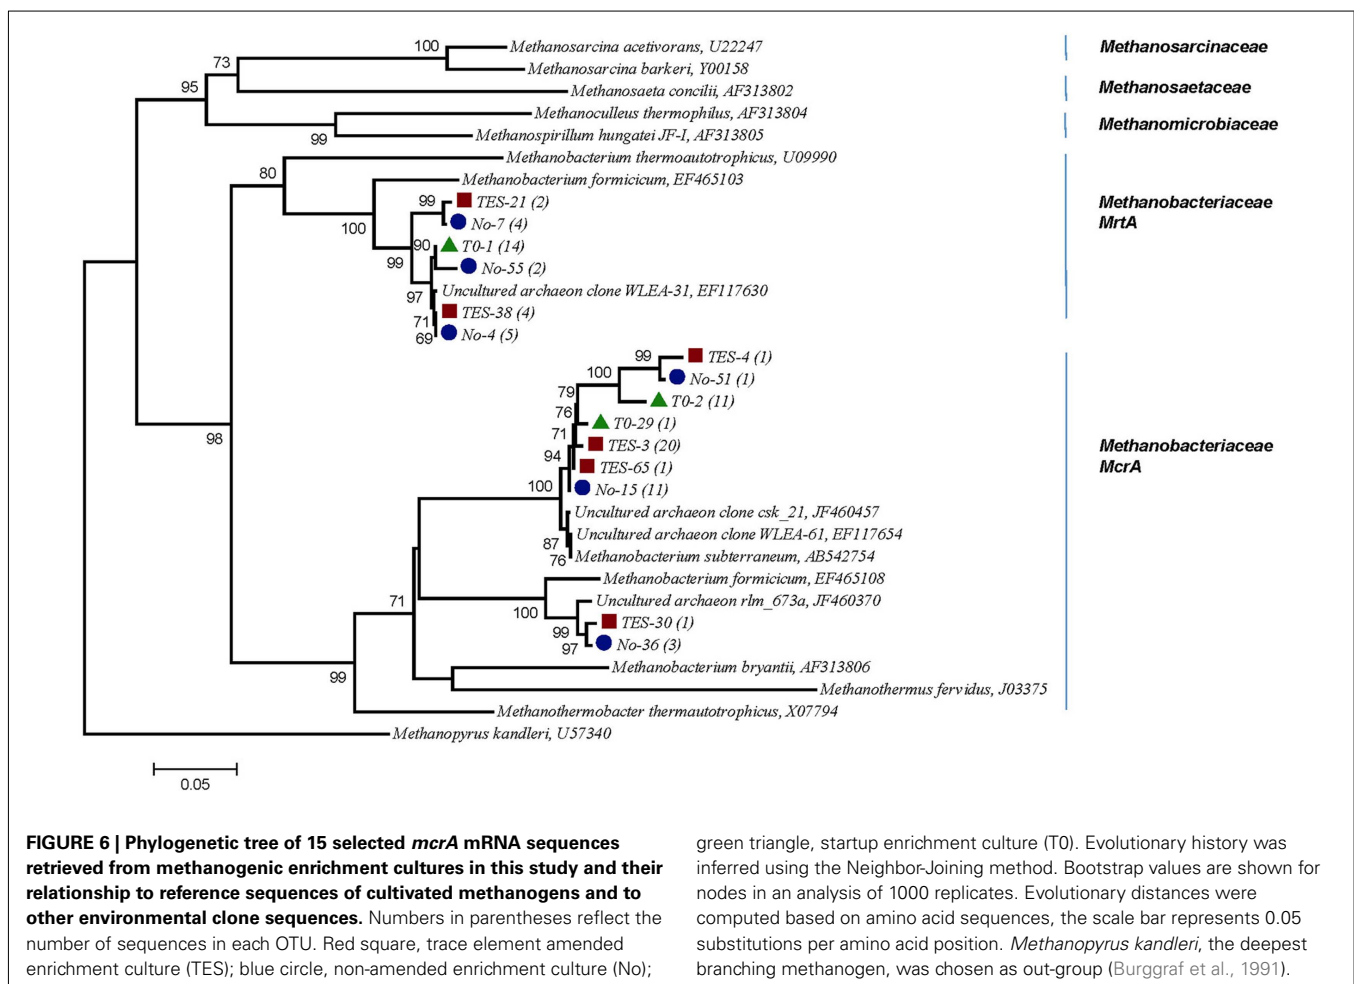 100
Methanosarcina acetivorans, U22247
Methanosarcinaceae
73
Methanosarcina barkeri, Y00158
95
Methanosaeta concilii, AF313802
Methanosaetaceae
Methanoculleus thermophilus, AF313804
Methanomicrobiaceae
99
Methanospirillum hungatei JF-I, AF313805
Methanobacterium thermoautotrophicus, U09990
80
Methanobacterium formicicum, EF465103
99
TES-21 (2)
Methanobacteriaceae
MrtA
100
No-7 (4)
90
T0-1 (14)
99
No-55 (2)
97
Uncultured archaeon clone WLEA-31, EF117630
71
TES-38 (4)
69
No-4 (5)
99
TES-4 (1)
100
No-51 (1)
79
T0-2 (11)
76
T0-29 (1)
71
TES-3 (20)
Methanobacteriaceae
McrA
98
94
TES-65 (1)
100
No-15 (11)
Uncultured archaeon clone csk_21, JF460457
Uncultured archaeon clone WLEA-61, EF117654
87
76
Methanobacterium subterraneum, AB542754
Methanobacterium formicicum, EF465108
71
100
Uncultured archaeon rlm_673a, JF460370
TES-30 (1)
99
97
No-36 (3)
Methanobacterium bryantii, AF313806
99
Methanothermus fervidus, J03375
Methanothermobacter thermautotrophicus, X07794
Methanopyrus kandleri, U57340
0.05
FIGURE 6 | Phylogenetic tree of 15 selected mcrA mRNA sequences
retrieved from methanogenic enrichment cultures in this study and their
relationship to reference sequences of cultivated methanogens and to
other environmental clone sequences. Numbers in parentheses reflect the
number of sequences in each OTU. Red square, trace element amended
enrichment culture (TES); blue circle, non-amended enrichment culture (No);
green triangle, startup enrichment culture (T0). Evolutionary history was
inferred using the Neighbor-Joining method. Bootstrap values are shown for
nodes in an analysis of 1000 replicates. Evolutionary distances were
computed based on amino acid sequences, the scale bar represents 0.05
substitutions per amino acid position. Methanopyrus kandleri, the deepest
branching methanogen, was chosen as out-group (Burggraf et al., 1991).